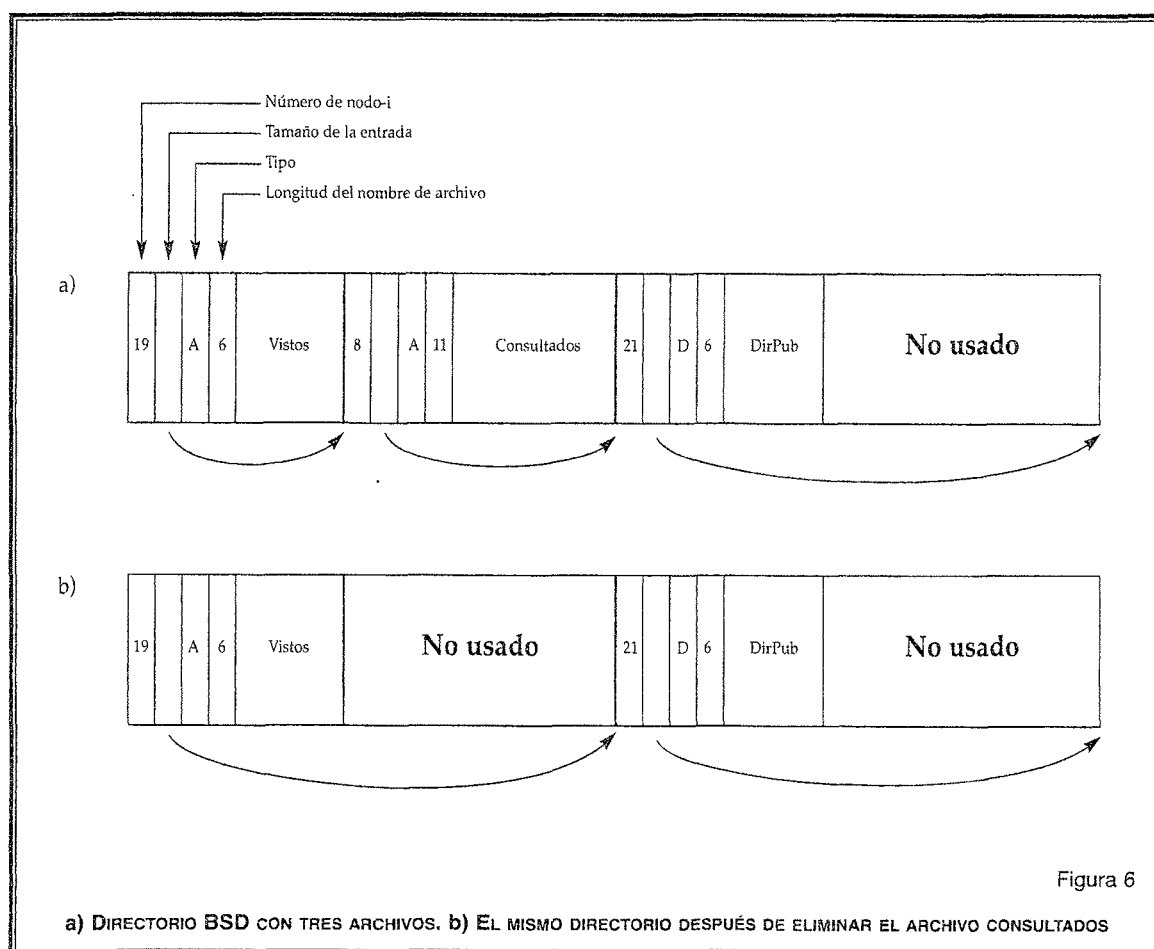 Número de nodo-i
Tamaño de la entrada
Tipo
Longitud del nombre de archivo
a)
19 A 6 Vistos 8 A 11 Consultados 21 D 6 DirPub No usado
b)
19 A 6 Vistos No usado 21 D 6 DirPub No usado
Figura 6
a) DIRECTORIO BSD CON TRES ARCHIVOS. b) EL MISMO DIRECTORIO DESPUÉS DE ELIMINAR EL ARCHIVO CONSULTADOS